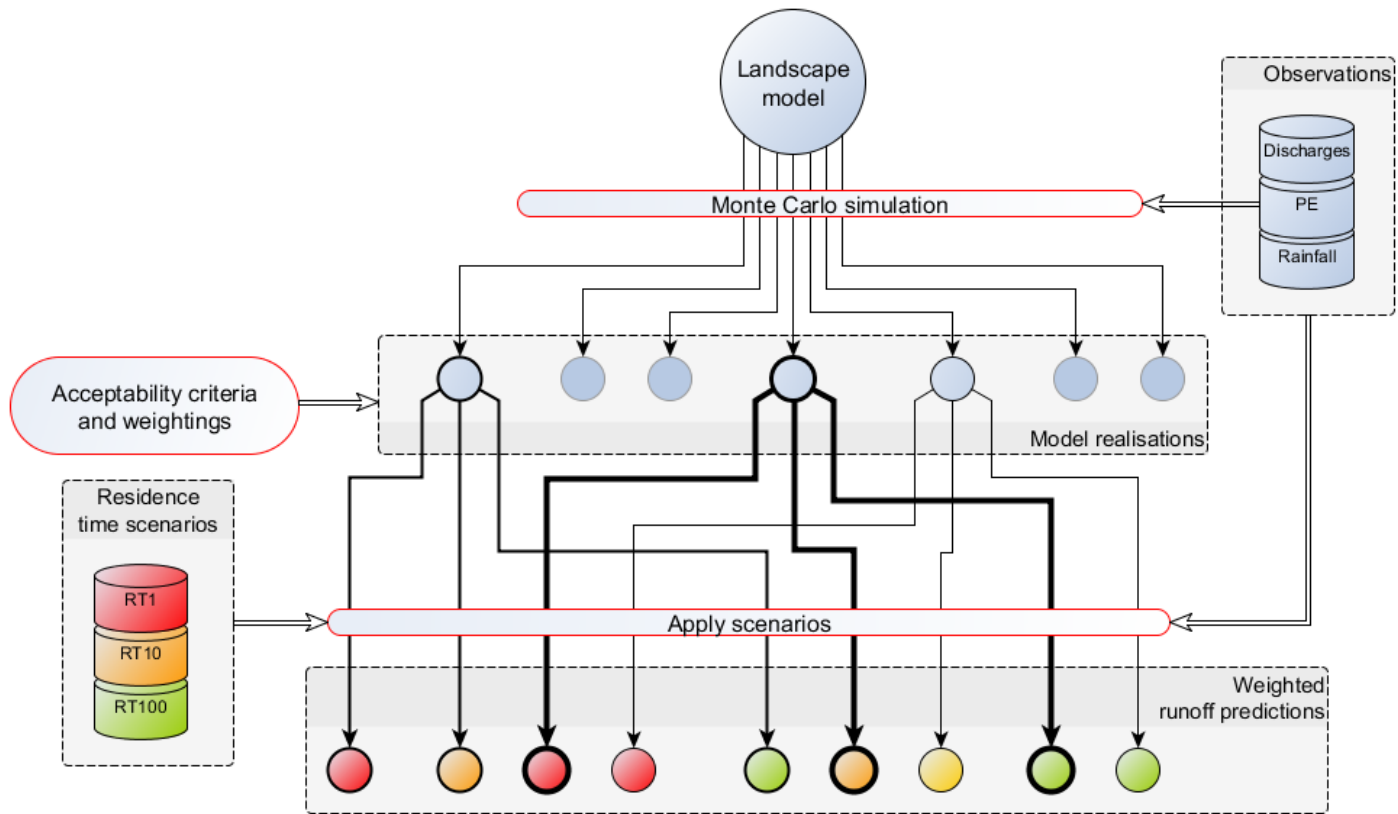 Landscape
model
Observations
Discharges
PE
Rainfall
Monte Carlo simulation
Acceptability criteria
and weightings
Model realisations
Residence
time scenarios
RT1
RT10
RT100
Apply scenarios
Weighted
runoff predictions